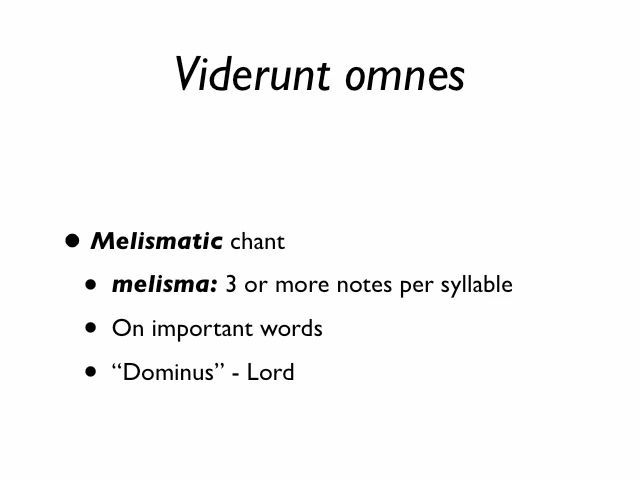 Viderunt omnes
• Melismatic chant
• melisma: 3 or more notes per syllable
• On important words
• “Dominus” - Lord